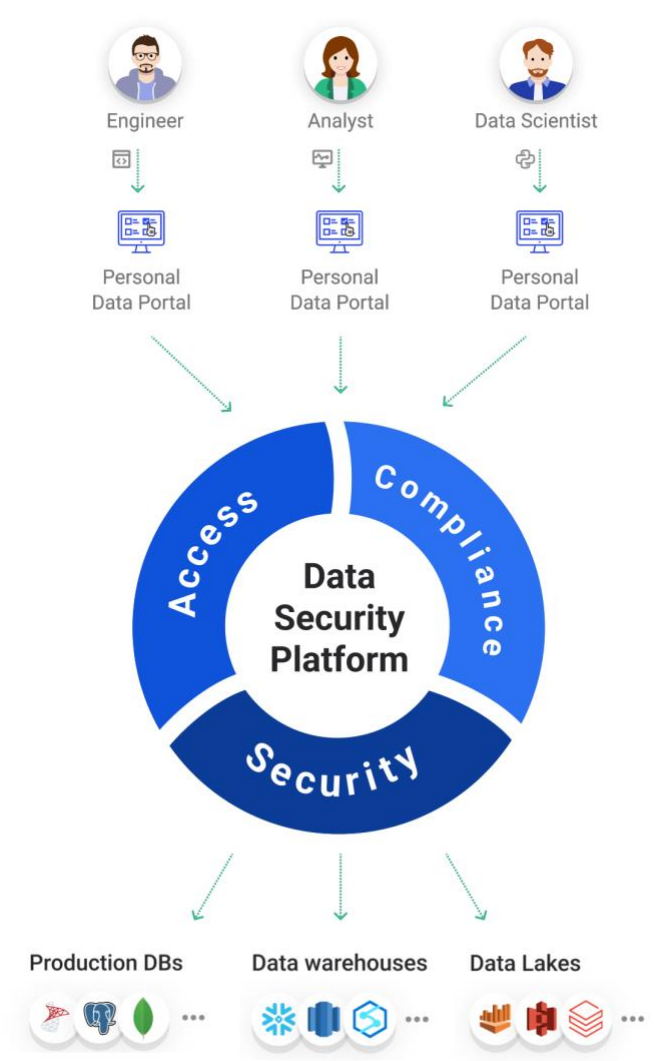 Engineer
Analyst
Data Scientist
Personal
Data Portal
Personal
Data Portal
Personal
Data Portal
Access
Compliance
Data
Security
Platform
Security
Production DBs
Data warehouses
Data Lakes